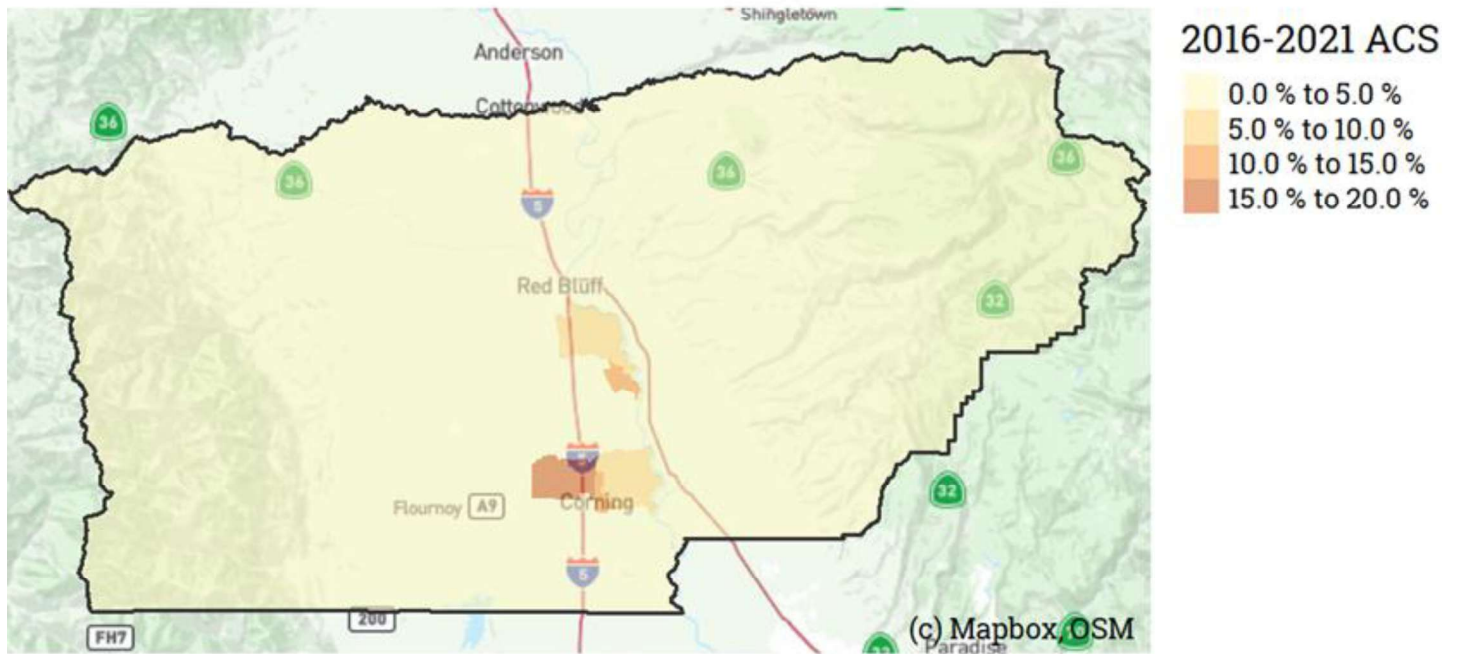 Shingletown
2016-2021 ACS
Anderson
0.0 % to 5.0 %
Cottonwood
36
5.0 % to 10.0 %
36
36
36
10.0 % to 15.0 %
5
15.0 % to 20.0 %
Red Bluff
32
5
32
Flournoy A9
Corning
5
200
FH7
(c) Mapbox, OSM
Paradise